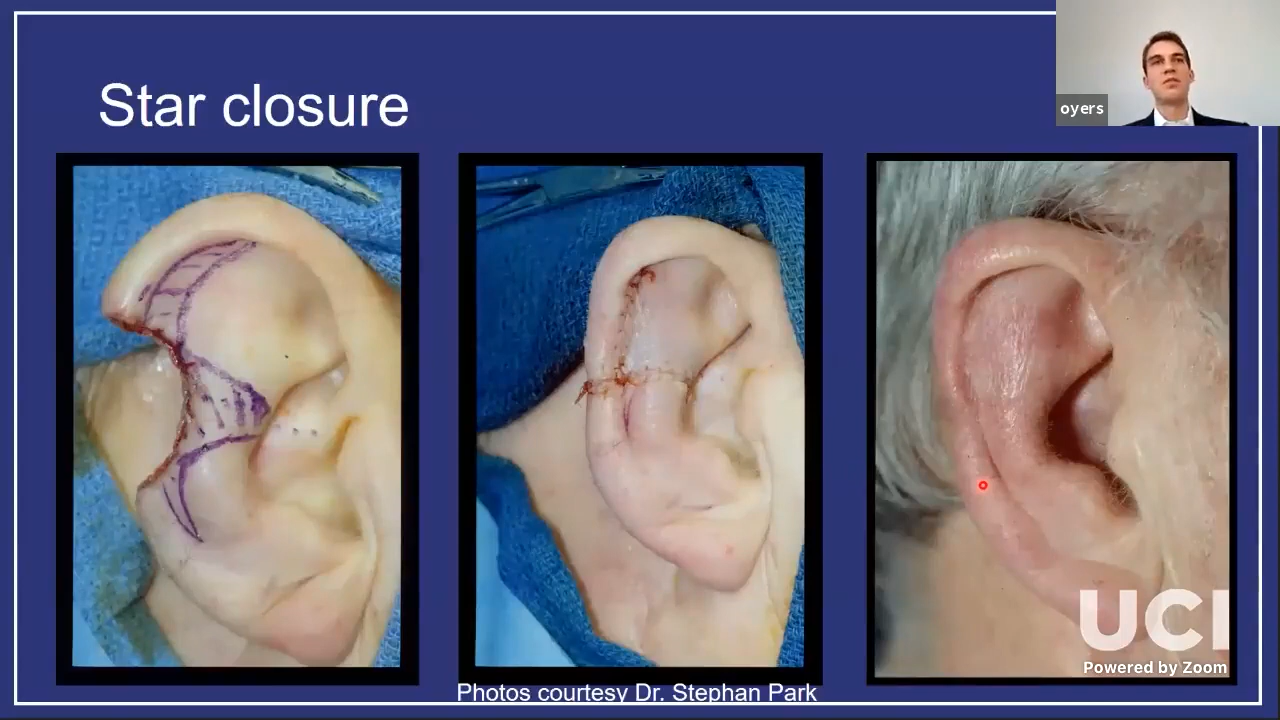 Star closure
oyers
UCI
Powered by Zoom
Photos courtesy Dr. Stephan Park